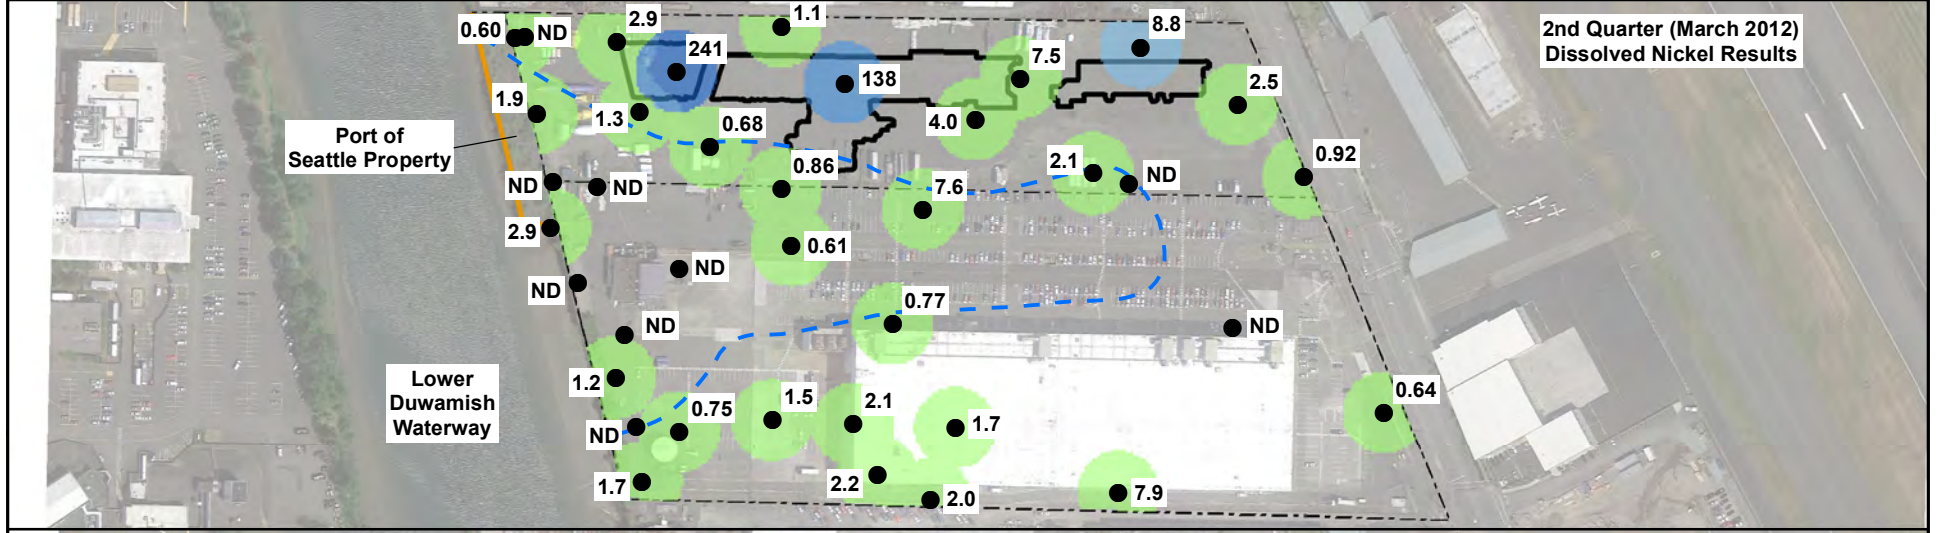 2nd Quarter (March 2012)
Dissolved Nickel Results
0.60
ND
2.9
1.1
8.8
241
138
7.5
2.5
1.9
1.3
0.68
4.0
Port of
Seattle Property
0.86
2.1
ND
0.92
ND
ND
7.6
2.9
0.61
ND
ND
0.77
ND
ND
Lower
Duwamish
Waterway
1.2
0.64
0.75
1.5
2.1
1.7
ND
1.7
2.2
2.0
7.9